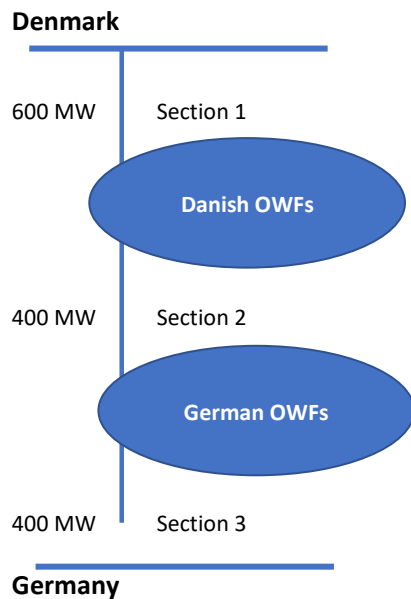 Denmark
600 MW Section 1
Danish OWFs
400 MW Section 2
German OWFs
400 MW Section 3
Germany